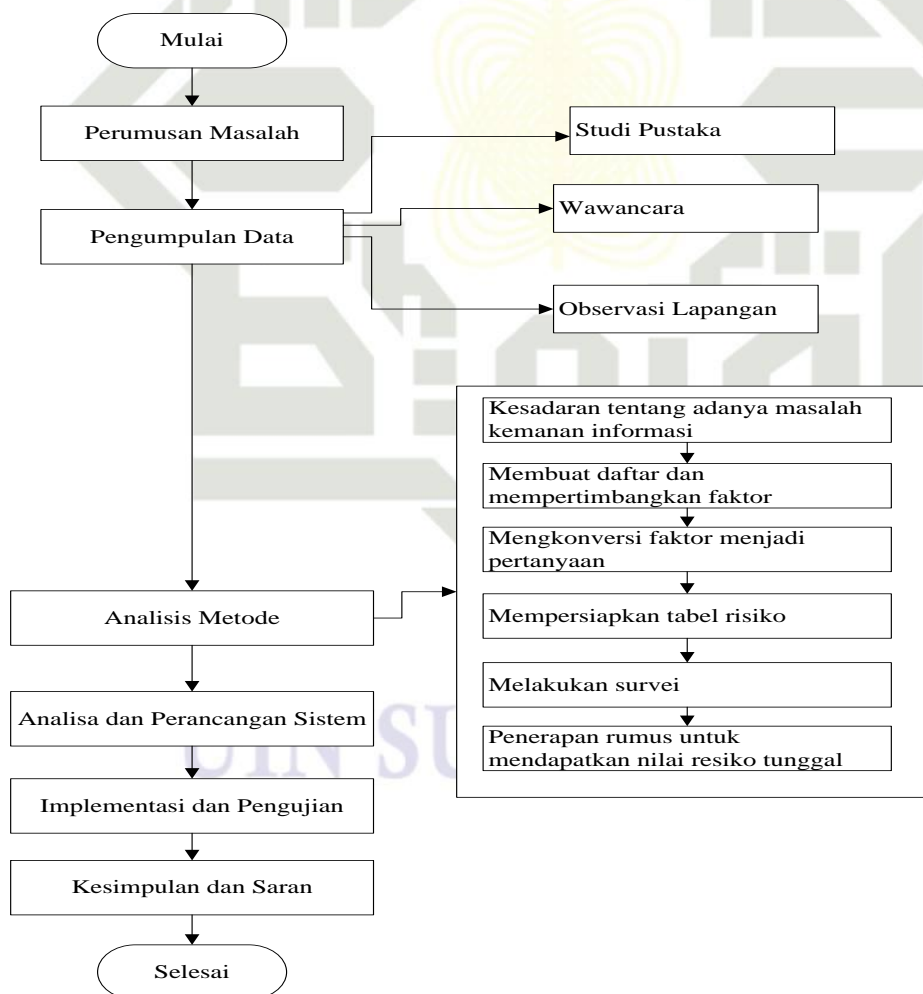 Mulai
Perumusan Masalah
Pengumpulan Data
Studi Pustaka
Wawancara
Observasi Lapangan
Analisis Metode
Kesadaran tentang adanya masalah
kemanan informasi
Membuat daftar dan
mempertimbangkan faktor
Mengkonversi faktor menjadi
pertanyaan
Mempersiapkan tabel risiko
Melakukan survei
Penerapan rumus untuk
mendapatkan nilai resiko tunggal
Analisa dan Perancangan Sistem
UIN SU
Implementasi dan Pengujian
Kesimpulan dan Saran
Selesai